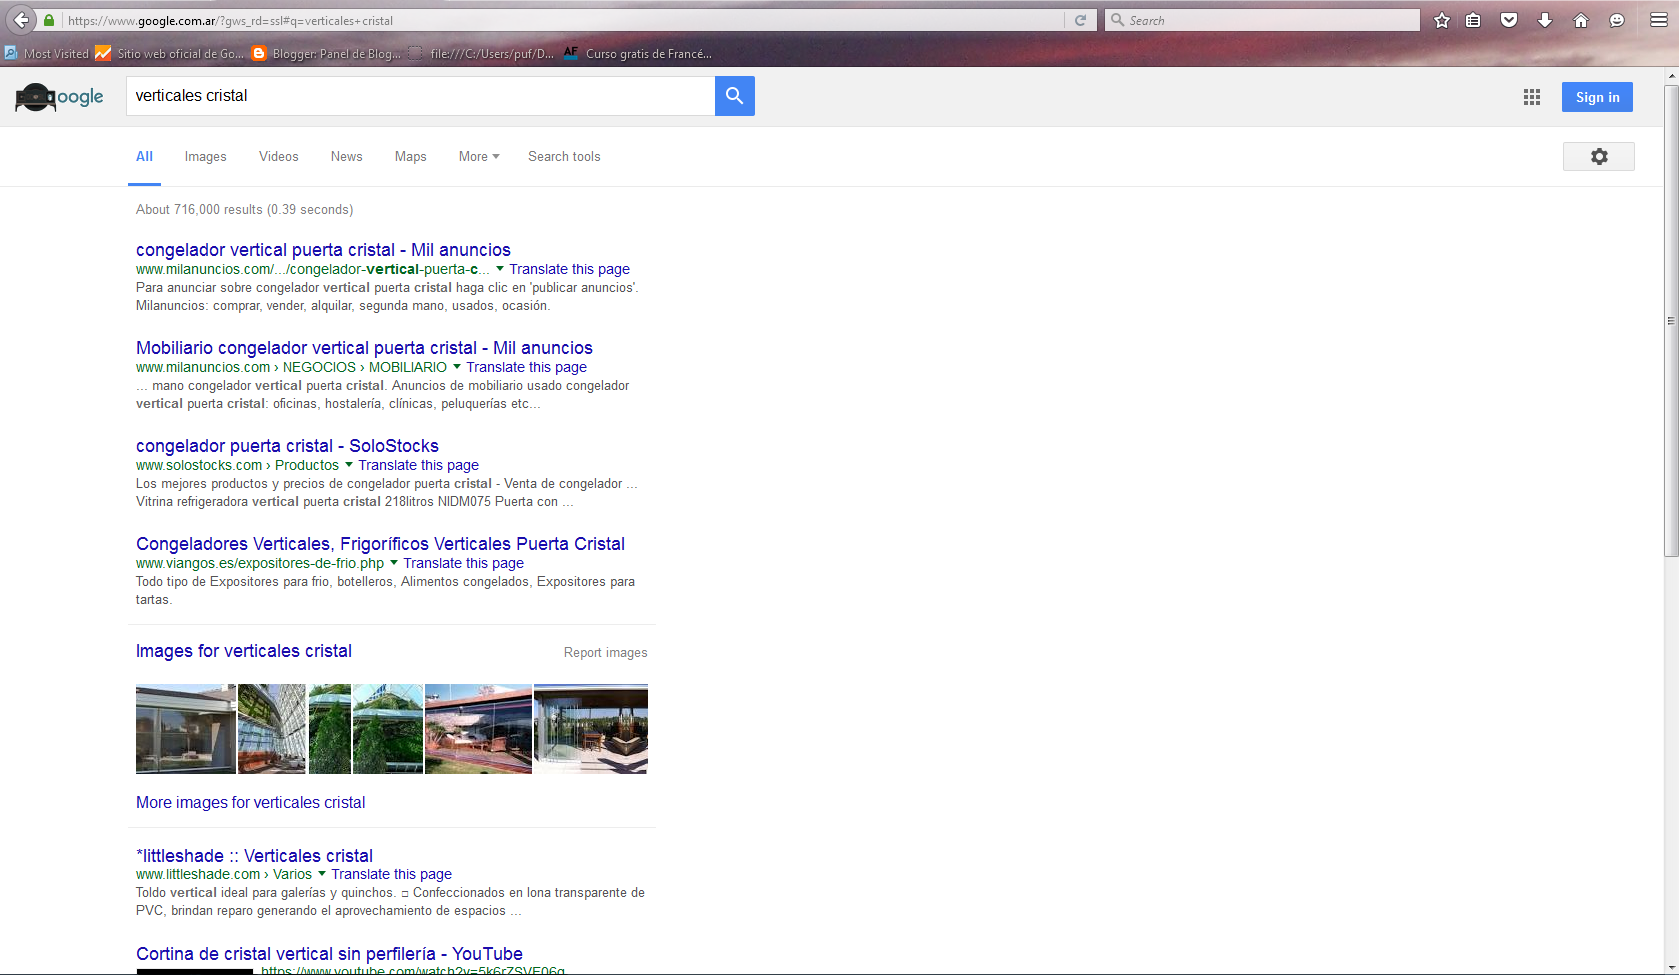 https://www.google.com.ar/?gws_rd=ssl#q=verticales+cristal
Search
Most Visited
Sitio web oficial de Go...
Blogger: Panel de Blog...
file:///C:/Users/puf/D...
AF Curso gratis de Francé...
oogle
verticales cristal
Sign in
All
Images
Videos
News
Maps
More
Search tools
About 716,000 results (0.39 seconds)
congelador vertical puerta cristal - Mil anuncios
www.milanuncios.com/.../congelador-vertical-puerta-c... Translate this page
Para anunciar sobre congelador vertical puerta cristal haga clic en 'publicar anuncios'.
Milanuncios: comprar, vender, alquilar, segunda mano, usados, ocasión.
Mobiliario congelador vertical puerta cristal - Mil anuncios
www.milanuncios.com › NEGOCIOS › MOBILIARIO Translate this page
... mano congelador vertical puerta cristal. Anuncios de mobiliario usado congelador
vertical puerta cristal: oficinas, hostalería, clínicas, peluquerías etc...
congelador puerta cristal - SoloStocks
www.solostocks.com › Productos Translate this page
Los mejores productos y precios de congelador puerta cristal - Venta de congelador ...
Vitrina refrigeradora vertical puerta cristal 218litros NIDM075 Puerta con ...
Congeladores Verticales, Frigoríficos Verticales Puerta Cristal
www.viangos.es/expositores-de-frio.php Translate this page
Todo tipo de Expositores para frio, botelleros, Alimentos congelados, Expositores para
tartas.
Images for verticales cristal
Report images
More images for verticales cristal
*littleshade :: Verticales cristal
www.littleshade.com › Varios Translate this page
Toldo vertical ideal para galerías y quinchos. □ Confeccionados en lona transparente de
PVC, brindan reparo generando el aprovechamiento de espacios ...
Cortina de cristal vertical sin perfilería - YouTube
https://www.youtube.com/watch?v=5k6rZSVF06g